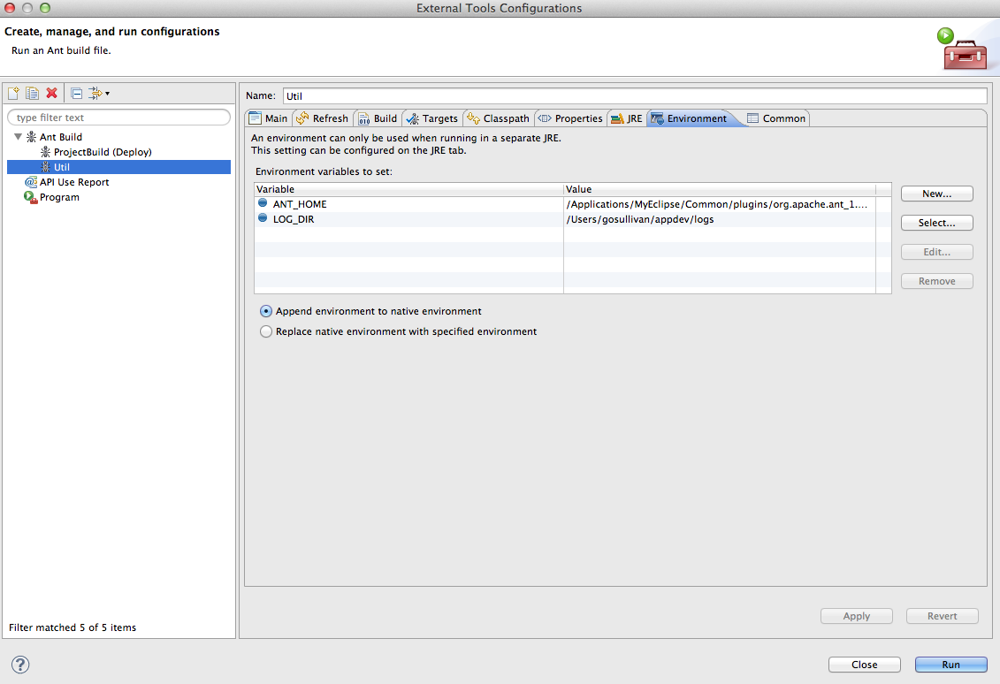 External Tools Configurations
Create, manage, and run configurations
Run an Ant build file.
type filter text
Ant Build
ProjectBuild (Deploy)
Util
API Use Report
Program
Filter matched 5 of 5 items
Name: Util
Main Refresh Build Targets Classpath Properties JRE Environment Common
An environment can only be used when running in a separate JRE.
This setting can be configured on the JRE tab.
Environment variables to set:
Variable Value
ANT_HOME /Applications/MyEclipse/Common/plugins/org.apache.ant_1....
LOG_DIR /Users/gosullivan/appdev/logs
New...
Select...
Edit...
Remove
Append environment to native environment
Replace native environment with specified environment
Apply Revert
? Close Run